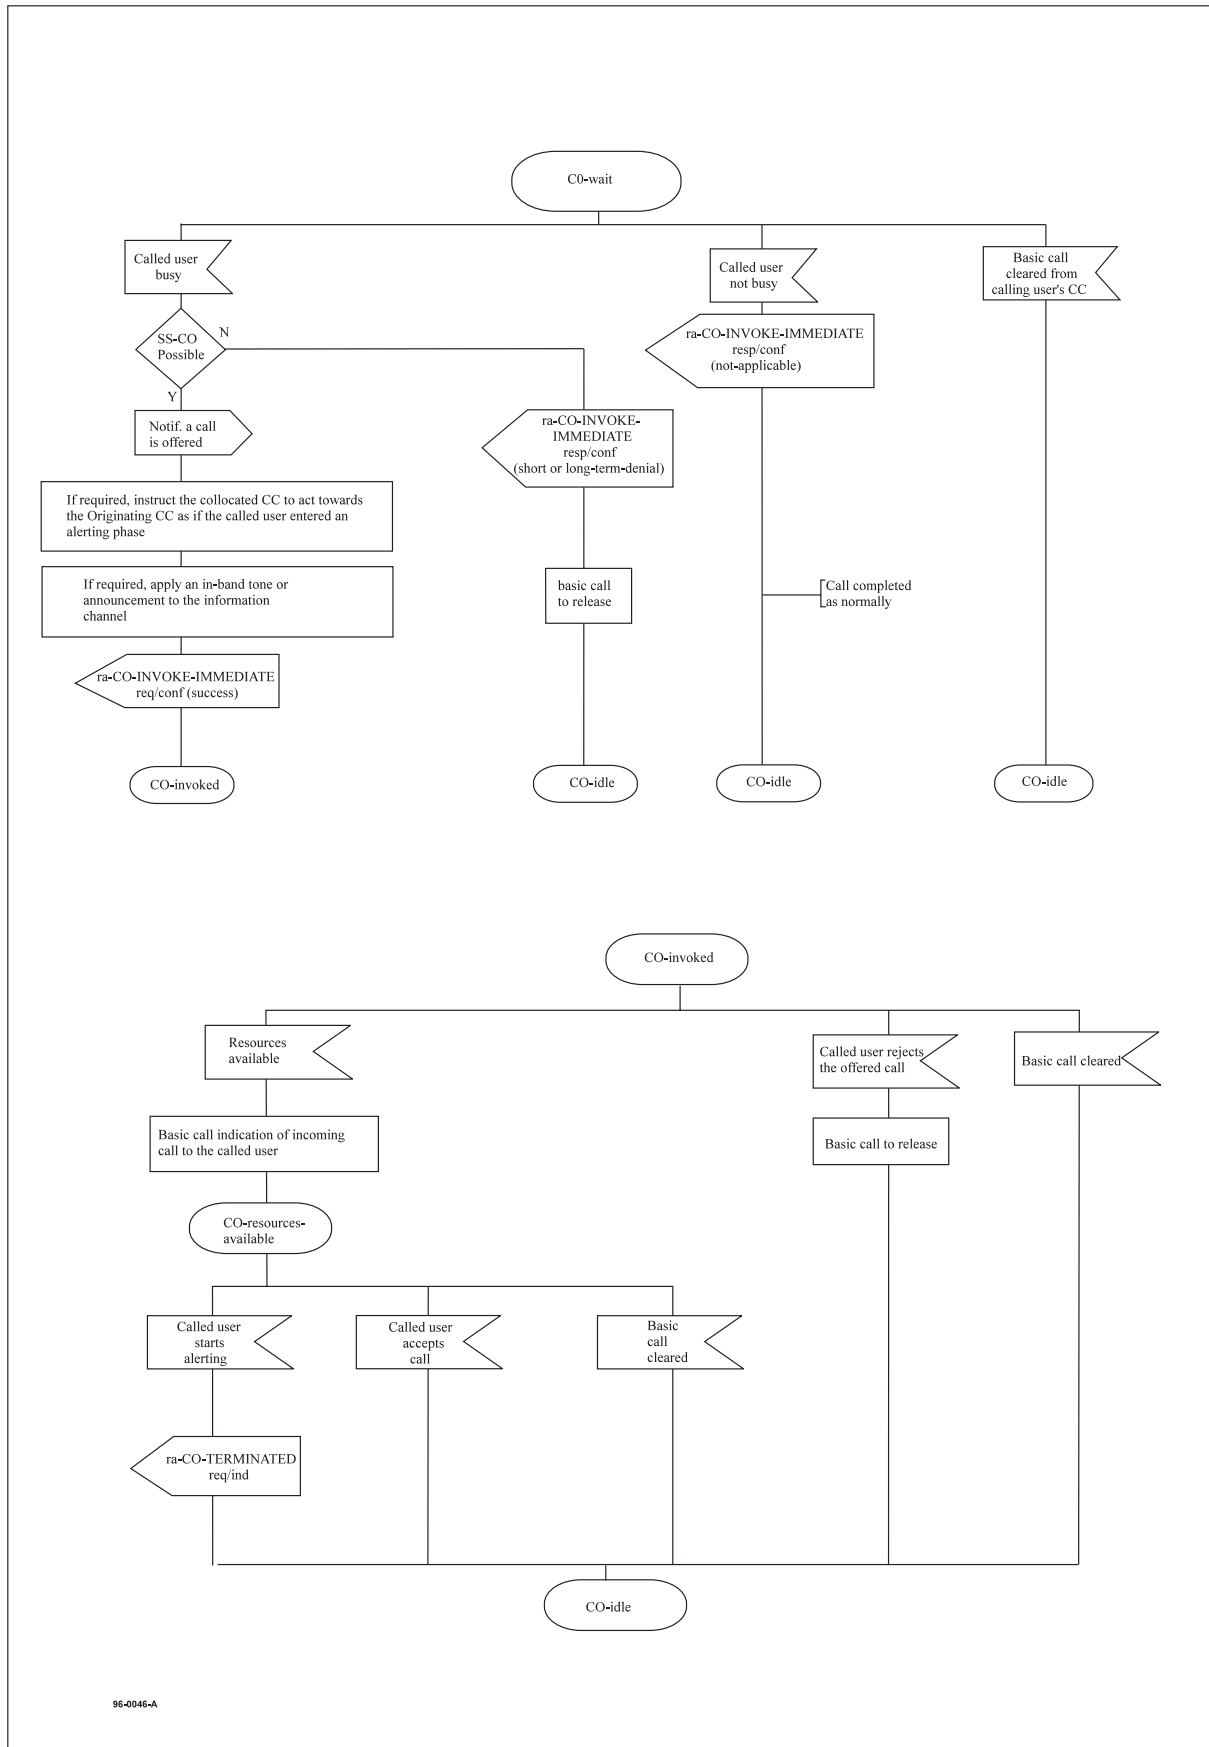 C0-wait
Called user
busy
Called user
not busy
Basic call
cleared from
calling user's CC
SS-CO
Possible
N
Y
ra-CO-INVOKE-IMMEDIATE
resp/conf
(not-applicable)
Notif. a call
is offered
ra-CO-INVOKE-
IMMEDIATE
resp/conf
(short or long-term-denial)
If required, instruct the collocated CC to act towards
the Originating CC as if the called user entered an
alerting phase
If required, apply an in-band tone or
announcement to the information
channel
basic call
to release
Call completed
as normally
ra-CO-INVOKE-IMMEDIATE
req/conf (success)
CO-invoked
CO-idle
CO-idle
CO-idle
CO-invoked
Resources
available
Called user rejects
the offered call
Basic call cleared
Basic call indication of incoming
call to the called user
Basic call to release
CO-resources-
available
Called user
starts
alerting
Called user
accepts
call
Basic
call
cleared
ra-CO-TERMINATED
req/ind
CO-idle
96-0046-A